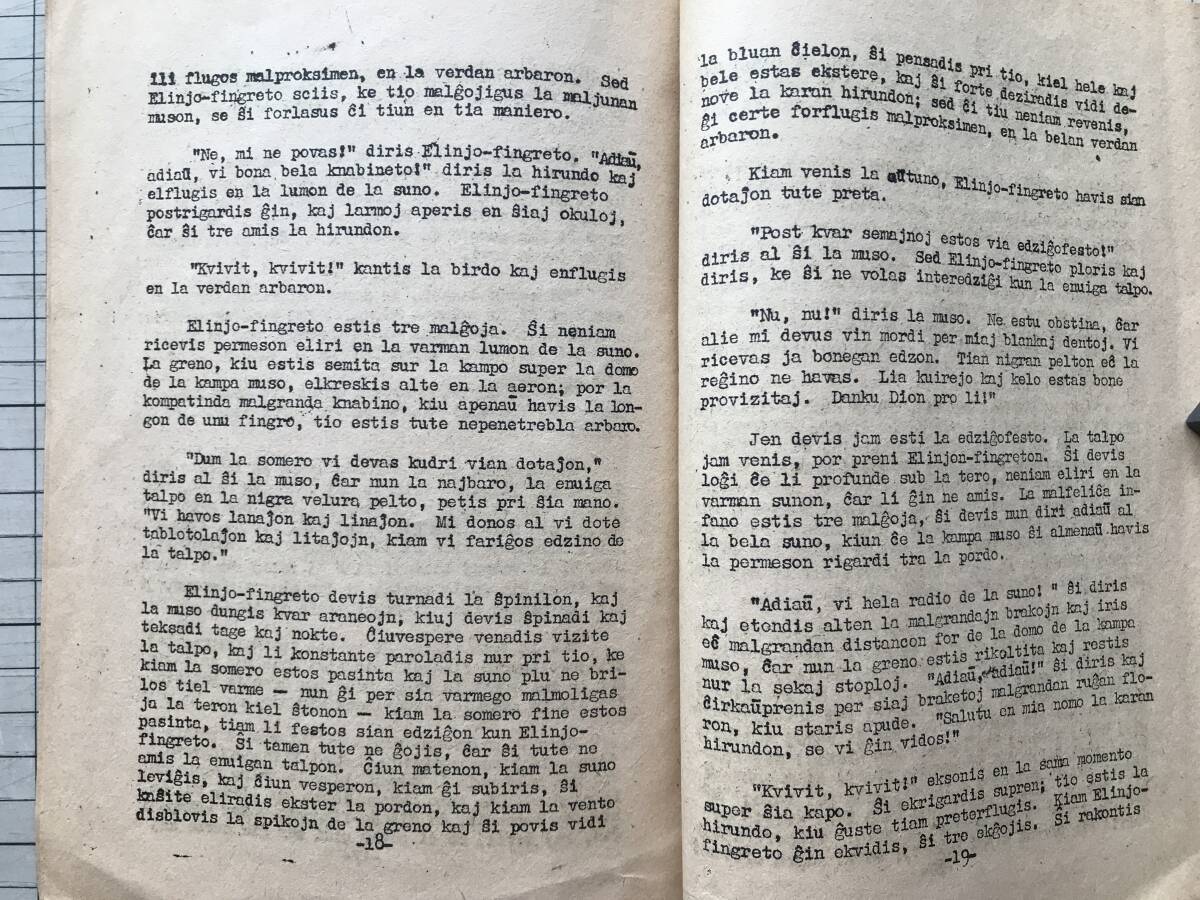 ili flugos malproksimen, en la verdan arbaron. Sed
Elinjo-fingreto sciis, ke tio malĝojigus la maljunan
muson, se ŝi forlasus ĉi tiun en tia maniero.
"Ne, mi ne povas!" diris Elinjo-fingreto. "Adiaŭ,
adiaŭ, vi bona bela knabineto!" diris la hirundo kaj
elflugis en la lumon de la suno. Elinjo-fingreto
postrigardis ĝin, kaj larmoj aperis en ŝiaj okuloj,
ĉar ŝi tre amis la hirundon.
"Kvivit, kvivit!" kantis la birdo kaj enflugis
en la verdan arbaron.
Elinjo-fingreto estis tre malĝoja. Ŝi neniam
ricevis permeson eliri en la varman lumon de la suno.
La greno, kiu estis semita sur la kampo super la domo
de la kampa muso, elkreskis alte en la aeron; por la
kompatinda malgranda knabino, kiu apenaŭ havis la lon-
gon de unu fingro, tio estis tute nepenetrebla arbaro.
"Dum la somero vi devas kudri vian dotaĵon,"
diris al ŝi la muso, ĉar nun la najbaro, la enuiga
talpo en la nigra velura pelto, petis pri ŝia mano.
"Vi havos lanaĵon kaj linaĵon. Mi donos al vi dote
tablotolaĵon kaj litaĵojn, kiam vi fariĝos edzino de
la talpo."
Elinjo-fingreto devis turnadi la ŝpinilon, kaj
la muso dungis kvar araneojn, kiuj devis ŝpinadi kaj
teksadi tage kaj nokte. Ĉiuvespere venadis vizite
la talpo, kaj li konstante paroladis nur pri tio, ke
kiam la somero estos pasinta kaj la suno plu ne bri-
los tiel varme — nun ĝi per sia varmego malmoligas
ja la teron kiel ŝtonon — kiam la somero fine estos
pasinta, tiam li festos sian edziĝon kun Elinjo-
fingreto. Ŝi tamen tute ne ĝojis, ĉar ŝi tute ne
amis la enuigan talpon. Ĉiun matenon, kiam la suno
leviĝis, kaj ĉiun vesperon, kiam ĝi subiris, ŝi
kaŝite eliradis ekster la pordon, kaj kiam la vento
disblovis la spikojn de la greno kaj ŝi povis vidi
-18-
la bluan ĉielon, ŝi pensadis pri tio, kiel hele kaj
bele estas ekstere, kaj ŝi forte deziradis vidi de-
nove la karan hirundon; sed ĉi tiu neniam revenis,
ĝi certe forflugis malproksimen, en la belan verdan
arbaron.
Kiam venis la aŭtuno, Elinjo-fingreto havis sian
dotaĵon tute preta.
"Post kvar semajnoj estos via edziĝofesto!"
diris al ŝi la muso. Sed Elinjo-fingreto ploris kaj
diris, ke ŝi ne volas interedziĝi kun la enuiga talpo.
"Nu, nu!" diris la muso. Ne estu obstina, ĉar
alie mi devus vin mordi per miaj blankaj dentoj. Vi
ricevas ja bonegan edzon. Tian nigran pelton eĉ la
reĝino ne havas. Lia kuirejo kaj kelo estas bone
provizitaj. Danku Dion pro li!"
Jen devis jam esti la edziĝofesto. La talpo
jam venis, por preni Elinjon-fingreton. Ŝi devis
loĝi ĉe li profunde sub la tero, neniam eliri en la
varman sunon, ĉar li ĝin ne amis. La malfeliĉa in-
fano estis tre malĝoja, ŝi devis nun diri adiaŭ al
la bela suno, kiun ĉe la kampa muso ŝi almenaŭ havis
la permeson rigardi tra la pordo.
"Adiaŭ, vi hela radio de la suno! " ŝi diris
kaj etendis alten la malgrandajn brakojn kaj iris
eĉ malgrandan distancon for de la domo de la kampa
muso, ĉar nun la greno estis rikoltita kaj restis
nur la sekaj stoploj. "Adiaŭ, adiaŭ!" ŝi diris kaj
ĉirkaŭprenis per siaj braketoj malgrandan ruĝan flo-
ron, kiu staris apude. "Salutu en mia nomo la karan
hirundon, se vi ĝin vidos!"
"Kvivit, kvivit!" eksonis en la sama momento
super ŝia kapo. Ŝi ekrigardis supren; tio estis la
hirundo, kiu ĝuste tiam preterflugis. Kiam Elinjo-
fingreto ĝin ekvidis, ŝi tre ekĝojis. Ŝi rakontis
-19-